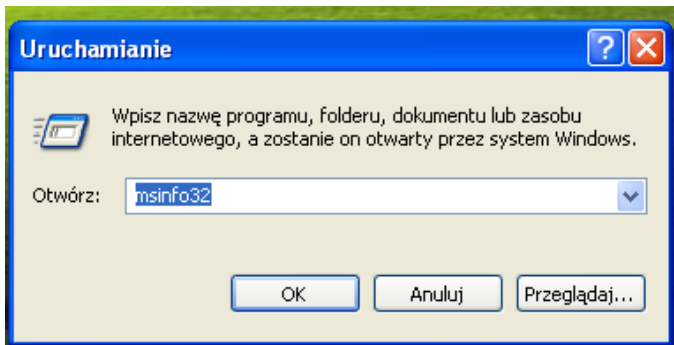 Uruchamianie
Wpisz nazwę programu, folderu, dokumentu lub zasobu
internetowego, a zostanie on otwarty przez system Windows.
Otwórz: msinfo32
OK Anuluj Przeglądaj...